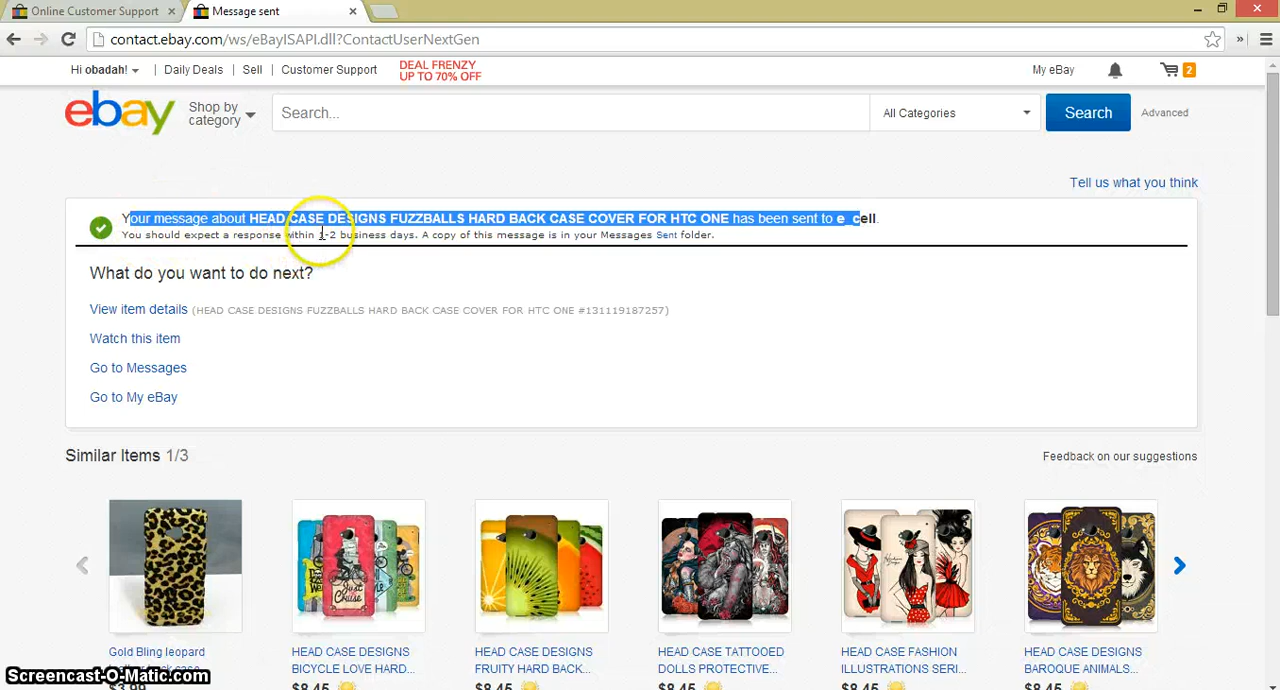 Online Customer Support
Message sent
contact.ebay.com/ws/eBayISAPI.dll?ContactUserNextGen
Hi obadah! | Daily Deals | Sell | Customer Support
DEAL FRENZY
UP TO 70% OFF
My eBay
2
ebay
Shop by
category
Search...
All Categories
Search
Advanced
Tell us what you think
Your message about HEAD CASE DESIGNS FUZZBALLS HARD BACK CASE COVER FOR HTC ONE has been sent to e_cell.
You should expect a response within 1-2 business days. A copy of this message is in your Messages Sent folder.
What do you want to do next?
View item details (HEAD CASE DESIGNS FUZZBALLS HARD BACK CASE COVER FOR HTC ONE #131119187257)
Watch this item
Go to Messages
Go to My eBay
Similar Items 1/3
Feedback on our suggestions
Gold Bling leopard
HEAD CASE DESIGNS
BICYCLE LOVE HARD...
$8.45
HEAD CASE DESIGNS
FRUITY HARD BACK...
$8.45
HEAD CASE TATTOOED
DOLLS PROTECTIVE...
$8.45
HEAD CASE FASHION
ILLUSTRATIONS SERI...
$8.45
HEAD CASE DESIGNS
BAROQUE ANIMALS...
$8.45
Screencast-O-Matic.com